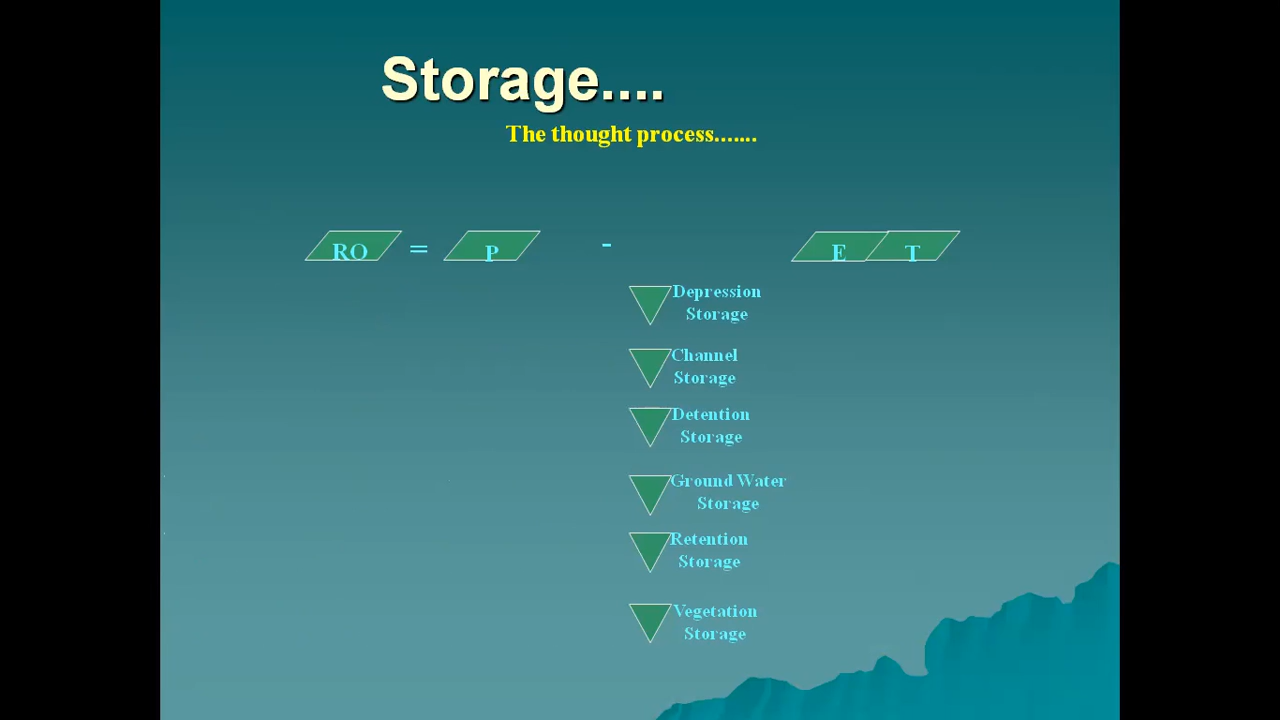 Storage....
The thought process.......
RO = P - E T
Depression
Storage
Channel
Storage
Detention
Storage
Ground Water
Storage
Retention
Storage
Vegetation
Storage